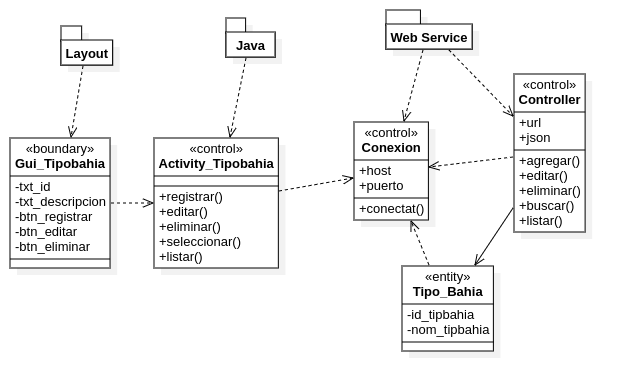 Layout
Java
Web Service
«boundary»
Gui_Tipobahia
-txt_id
-txt_descripcion
-btn_registrar
-btn_editar
-btn_eliminar
«control»
Activity_Tipobahia
+registrar()
+editar()
+eliminar()
+seleccionar()
+listar()
«control»
Conexion
+host
+puerto
+conectat()
«control»
Controller
+url
+json
+agregar()
+editar()
+eliminar()
+buscar()
+listar()
«entity»
Tipo_Bahia
-id_tipbahia
-nom_tipbahia